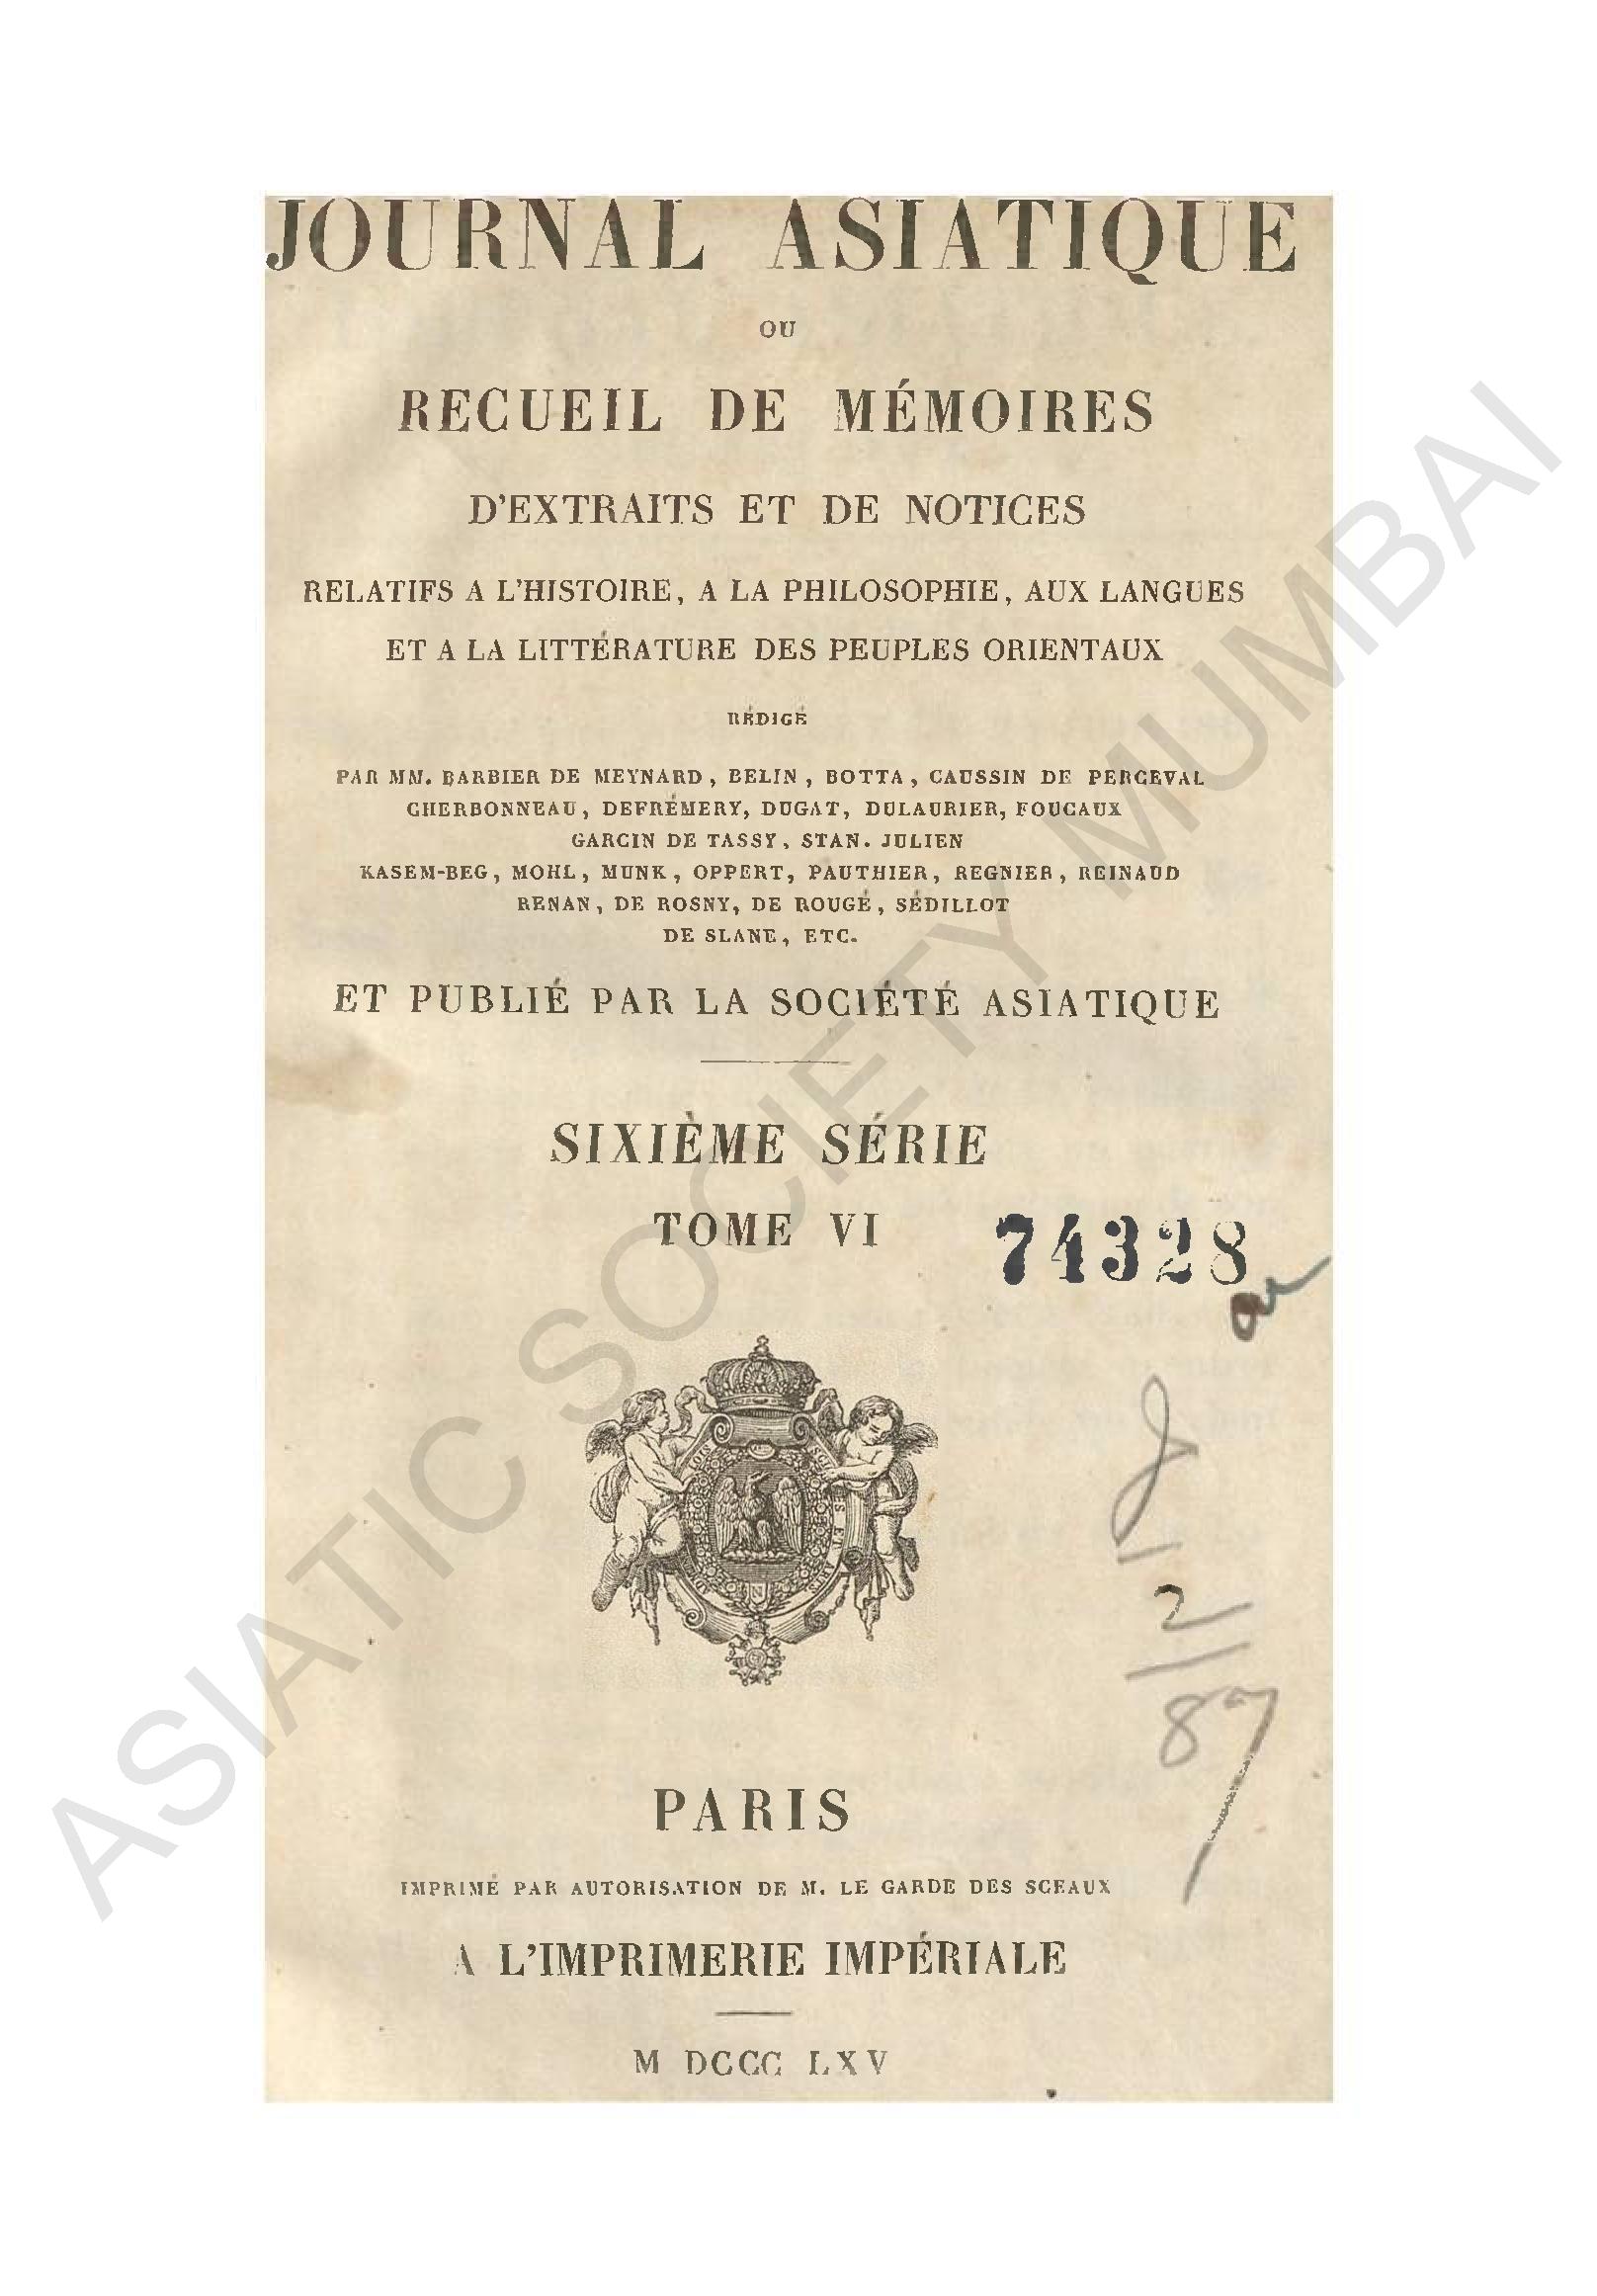 JOURNAL ASIATIQUE
OU
RECUEIL DE MÉMOIRES
D'EXTRAITS ET DE NOTICES
RELATIFS A L'HISTOIRE, A LA PHILOSOPHIE, AUX LANGUES
ET A LA LITTÉRATURE DES PEUPLES ORIENTAUX
RÉDIGÉ
PAR MM. BARBIER DE MEYNARD, BELIN, BOTTA, CAUSSIN DE PERCEVAL
CHERBONNEAU, DEFRÉMERY, DUGAT, DULAURIER, FOUCAUX
GARCIN DE TASSY, STAN. JULIEN
KASEM-BEG, MOHL, MUNK, OPPERT, PAUTHIER, REGNIER, REINAUD
RENAN, DE ROSNY, DE ROUGÉ, SÉDILLOT
DE SLANE, ETC.
ET PUBLIÉ PAR LA SOCIÉTÉ ASIATIQUE
SIXIÈME SÉRIE
TOME VI
74328
PARIS
IMPRIMÉ PAR AUTORISATION DE M. LE GARDE DES SCEAUX
A L'IMPRIMERIE IMPÉRIALE
M DCCC LXV
ASIATIC SOCIETY MUMBAI